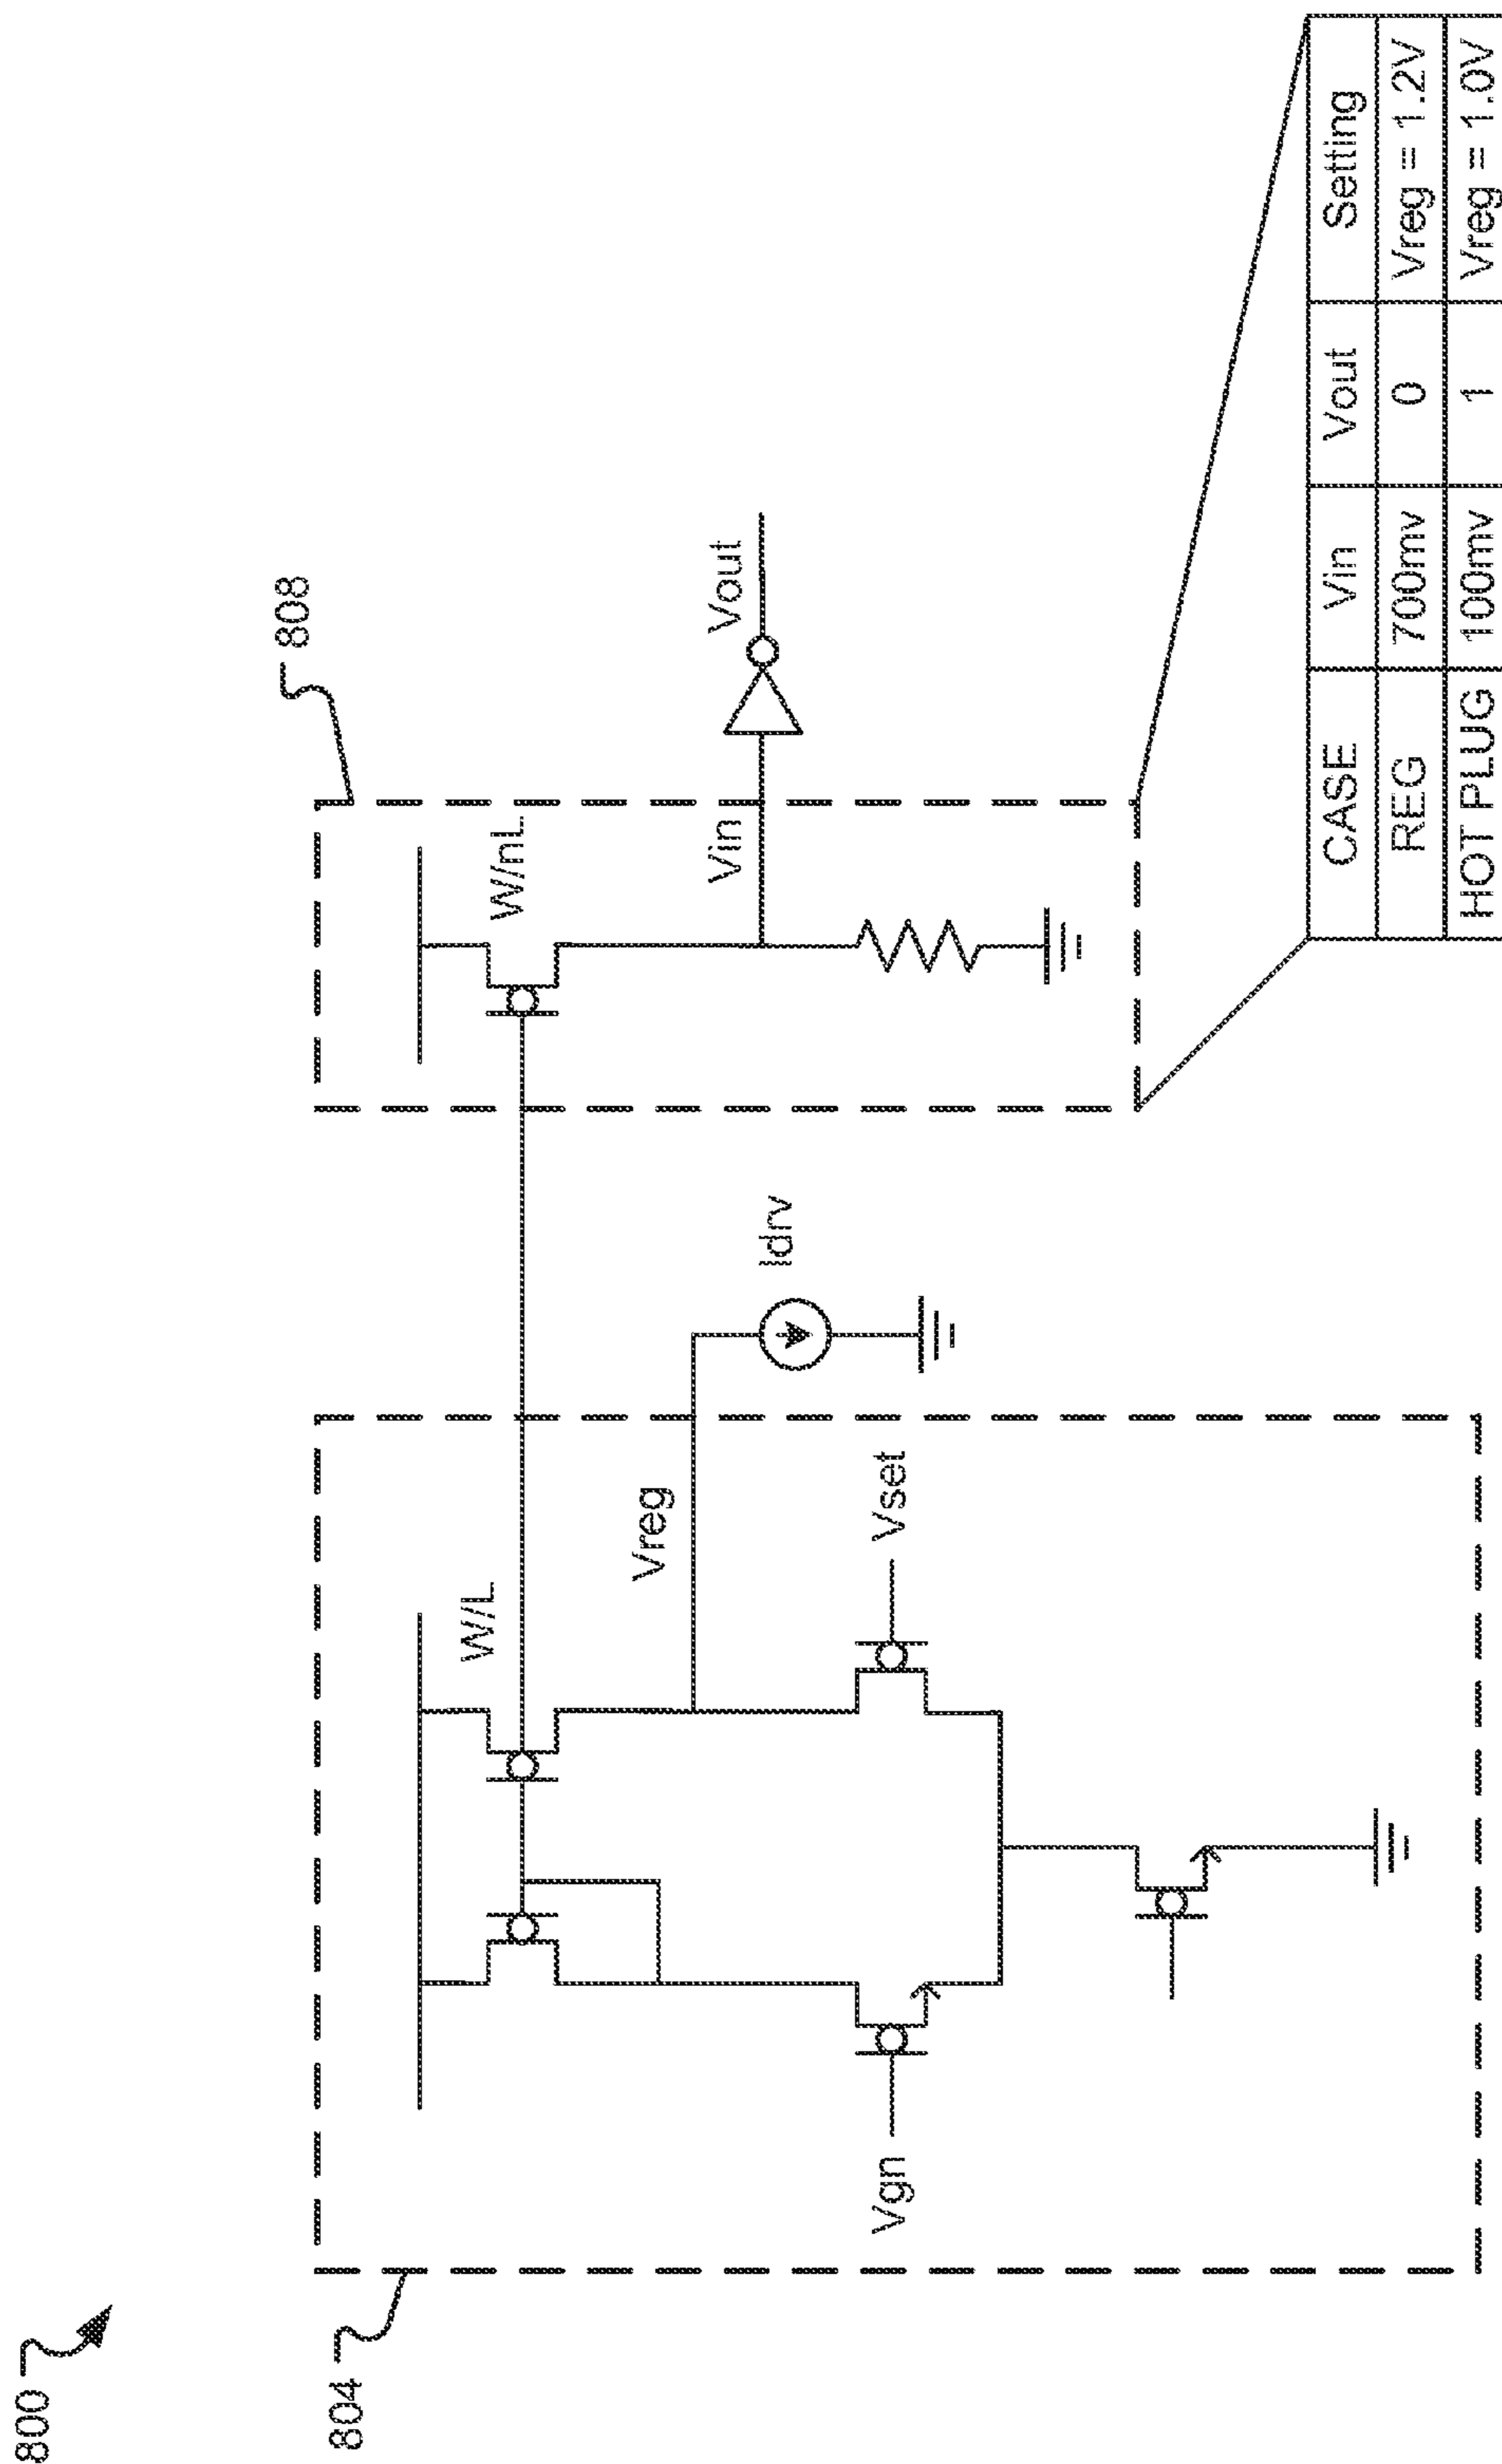 800
804
808
W/L
W/nL
Vreg
Idrv
Vin
Vout
Vgn
Vset
CASE Vin Vout Setting
REG 700mv 0 Vreg = 1.2V
HOT PLUG 100mv 1 Vreg = 1.0V